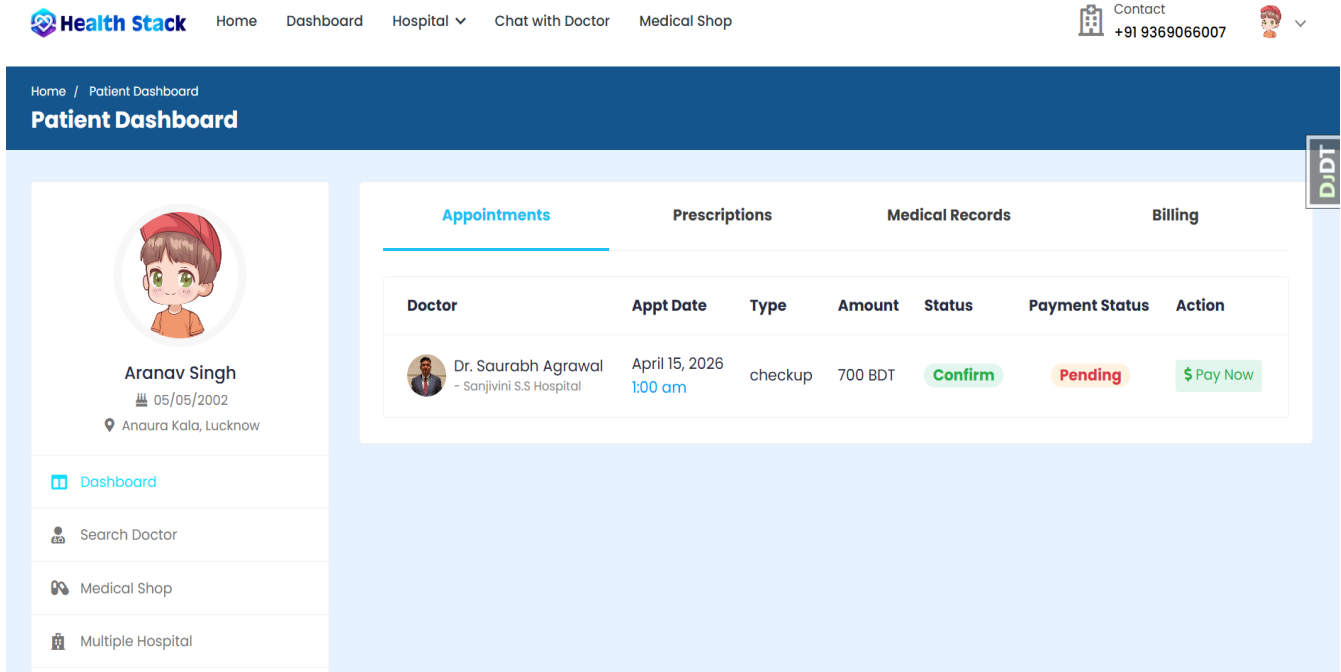 Health Stack Home Dashboard Hospital Chat with Doctor Medical Shop
Contact
+91 9369066007
Home / Patient Dashboard
Patient Dashboard
DJDT
Appointments Prescriptions Medical Records Billing
Doctor Appt Date Type Amount Status Payment Status Action
Dr. Saurabh Agrawal
- Sanjivini S.S Hospital
April 15, 2026
1:00 am
checkup 700 BDT Confirm Pending $ Pay Now
Aranav Singh
05/05/2002
Anaura Kala, Lucknow
Dashboard
Search Doctor
Medical Shop
Multiple Hospital